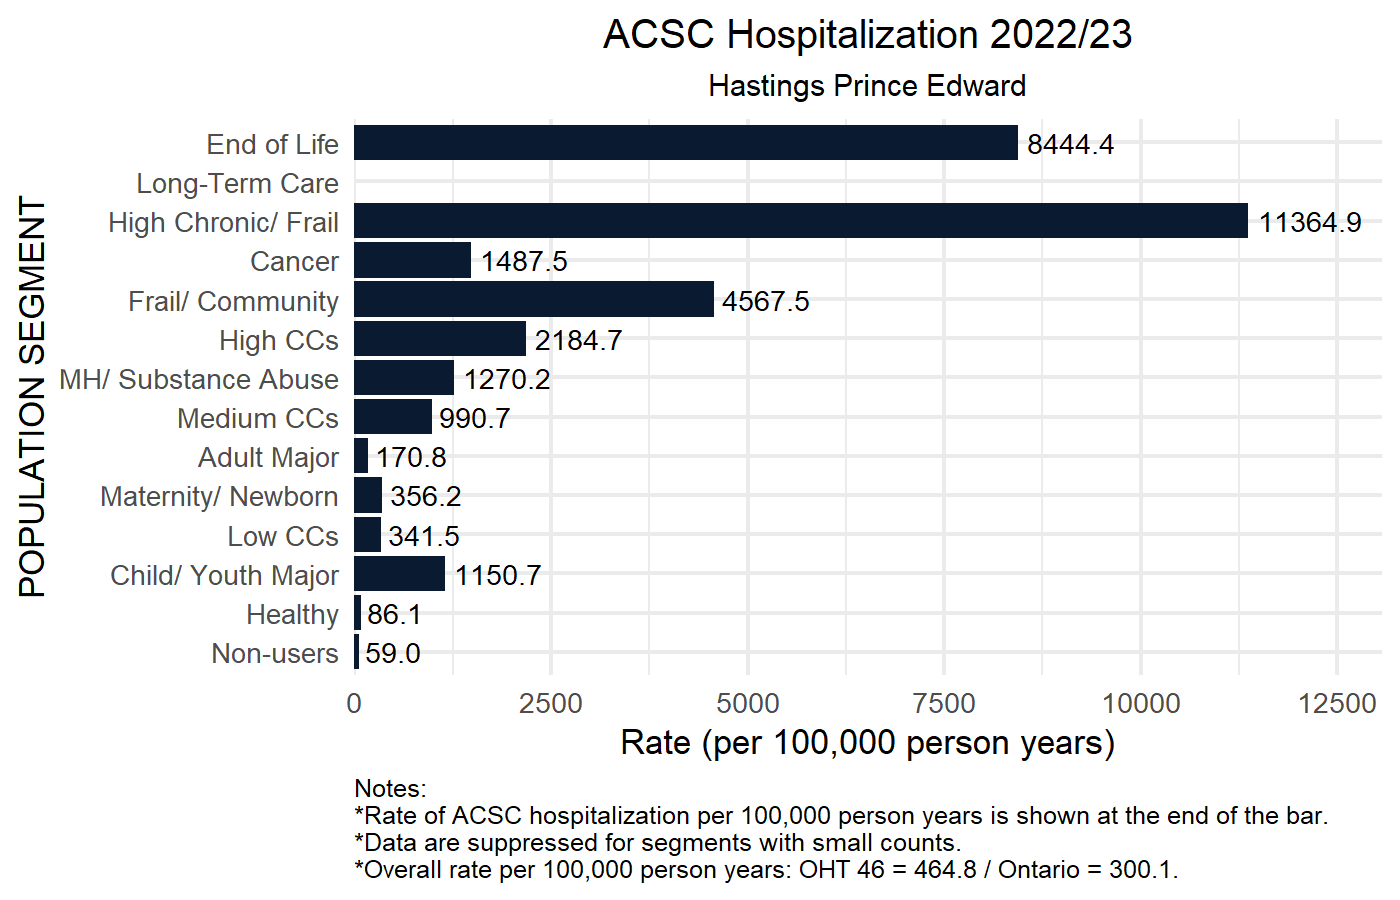 ACSC Hospitalization 2022/23
Hastings Prince Edward
POPULATION SEGMENT
End of Life 8444.4
Long-Term Care
High Chronic/ Frail 11364.9
Cancer 1487.5
Frail/ Community 4567.5
High CCs 2184.7
MH/ Substance Abuse 1270.2
Medium CCs 990.7
Adult Major 170.8
Maternity/ Newborn 356.2
Low CCs 341.5
Child/ Youth Major 1150.7
Healthy 86.1
Non-users 59.0
0 2500 5000 7500 10000 12500
Rate (per 100,000 person years)
Notes:
*Rate of ACSC hospitalization per 100,000 person years is shown at the end of the bar.
*Data are suppressed for segments with small counts.
*Overall rate per 100,000 person years: OHT 46 = 464.8 / Ontario = 300.1.